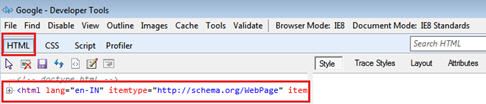 Google - Developer Tools
File Find Disable View Outline Images Cache Tools Validate Browser Mode: IE8 Document Mode: IE8 Standards
HTML CSS Script Profiler Search HTML
Style Trace Styles Layout Attributes
<!-- doctype html -->
<html lang="en-IN" itemtype="http://schema.org/WebPage" item